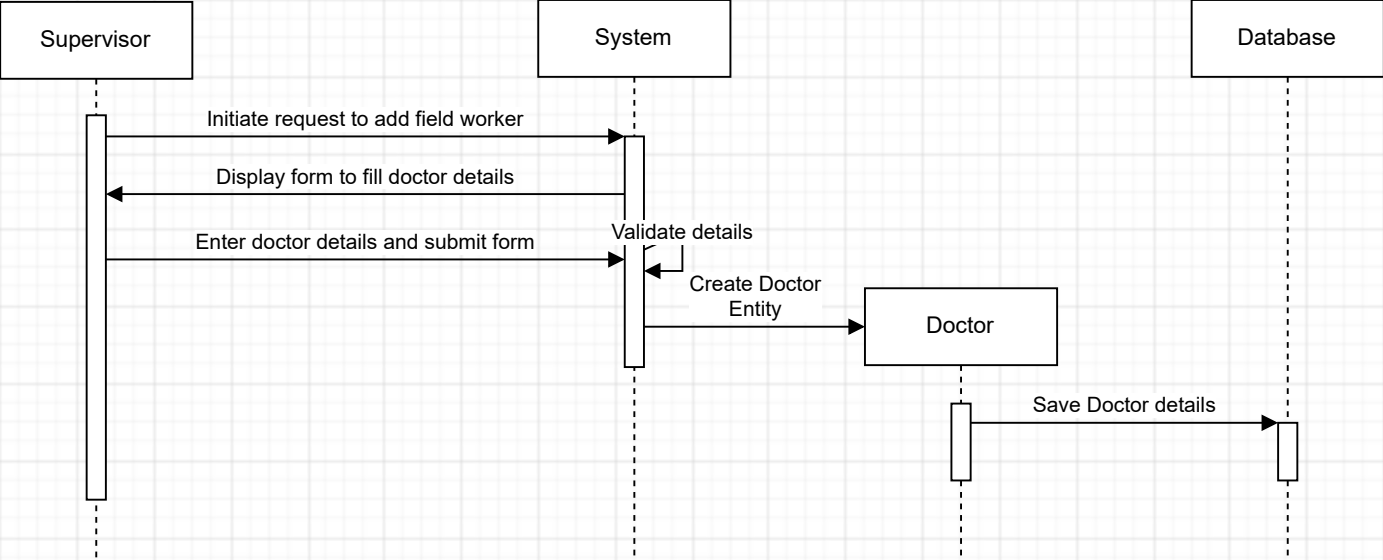 Supervisor
System
Database
Initiate request to add field worker
Display form to fill doctor details
Validate details
Enter doctor details and submit form
Create Doctor
Entity
Doctor
Save Doctor details